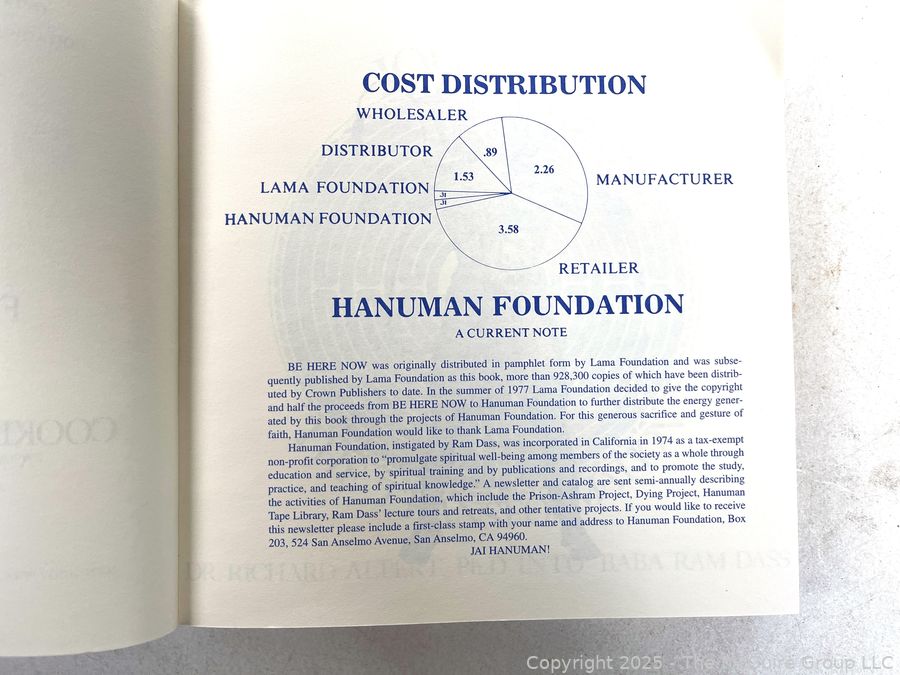 COST DISTRIBUTION
WHOLESALER
DISTRIBUTOR
LAMA FOUNDATION
HANUMAN FOUNDATION
.89
2.26
1.53
.31
.31
3.58
MANUFACTURER
RETAILER
HANUMAN FOUNDATION
A CURRENT NOTE
BE HERE NOW was originally distributed in pamphlet form by Lama Foundation and was subse-
quently published by Lama Foundation as this book, more than 928,300 copies of which have been distrib-
uted by Crown Publishers to date. In the summer of 1977 Lama Foundation decided to give the copyright
and half the proceeds from BE HERE NOW to Hanuman Foundation to further distribute the energy gener-
ated by this book through the projects of Hanuman Foundation. For this generous sacrifice and gesture of
faith, Hanuman Foundation would like to thank Lama Foundation.
Hanuman Foundation, instigated by Ram Dass, was incorporated in California in 1974 as a tax-exempt
non-profit corporation to “promulgate spiritual well-being among members of the society as a whole through
education and service, by spiritual training and by publications and recordings, and to promote the study,
practice, and teaching of spiritual knowledge.” A newsletter and catalog are sent semi-annually describing
the activities of Hanuman Foundation, which include the Prison-Ashram Project, Dying Project, Hanuman
Tape Library, Ram Dass’ lecture tours and retreats, and other tentative projects. If you would like to receive
this newsletter please include a first-class stamp with your name and address to Hanuman Foundation, Box
203, 524 San Anselmo Avenue, San Anselmo, CA 94960.
JAI HANUMAN!
DR. RICHARD ALPERT PH.D. INTO BABA RAM DASS
Copyright 2025 - The McGuire Group LLC